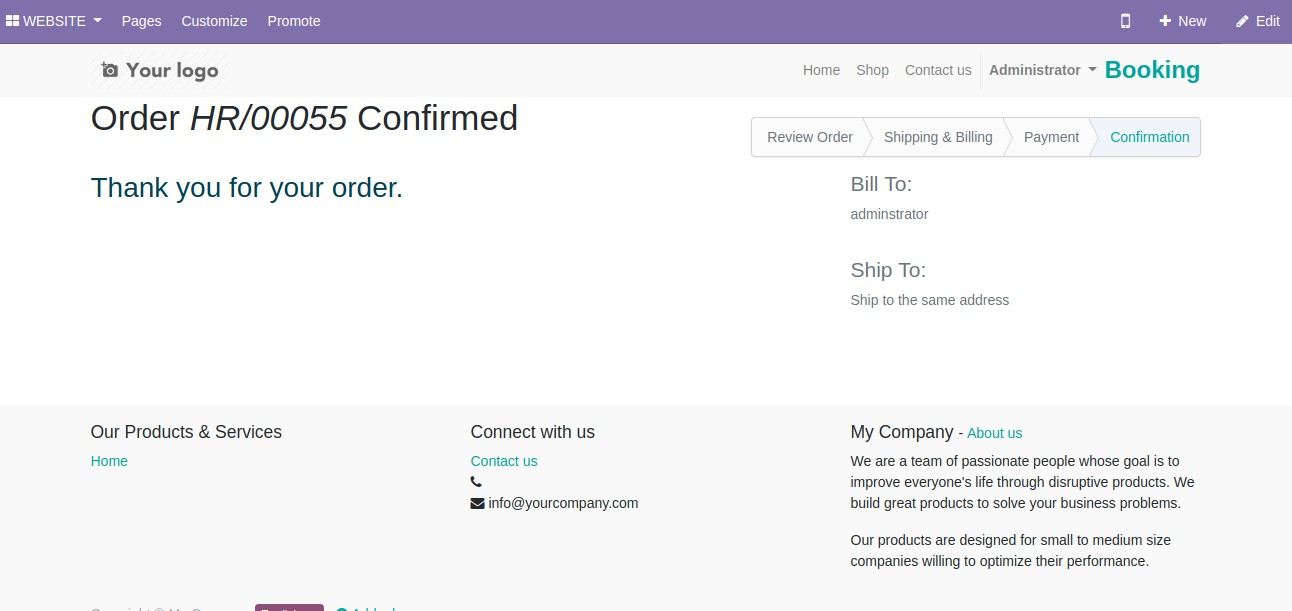 WEBSITE Pages Customize Promote New Edit
Your logo Home Shop Contact us Administrator Booking
Order HR/00055 Confirmed
Review Order Shipping & Billing Payment Confirmation
Thank you for your order.
Bill To:
adminstrator
Ship To:
Ship to the same address
Our Products & Services
Home
Connect with us
Contact us
info@yourcompany.com
My Company - About us
We are a team of passionate people whose goal is to
improve everyone's life through disruptive products. We
build great products to solve your business problems.
Our products are designed for small to medium size
companies willing to optimize their performance.